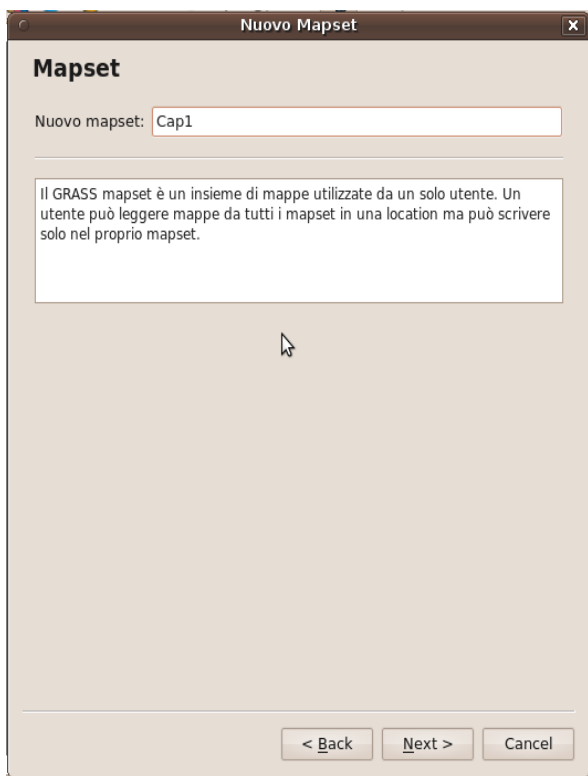 Nuovo Mapset
Mapset
Nuovo mapset: Cap1
Il GRASS mapset è un insieme di mappe utilizzate da un solo utente. Un
utente può leggere mappe da tutti i mapset in una location ma può scrivere
solo nel proprio mapset.
< Back Next > Cancel